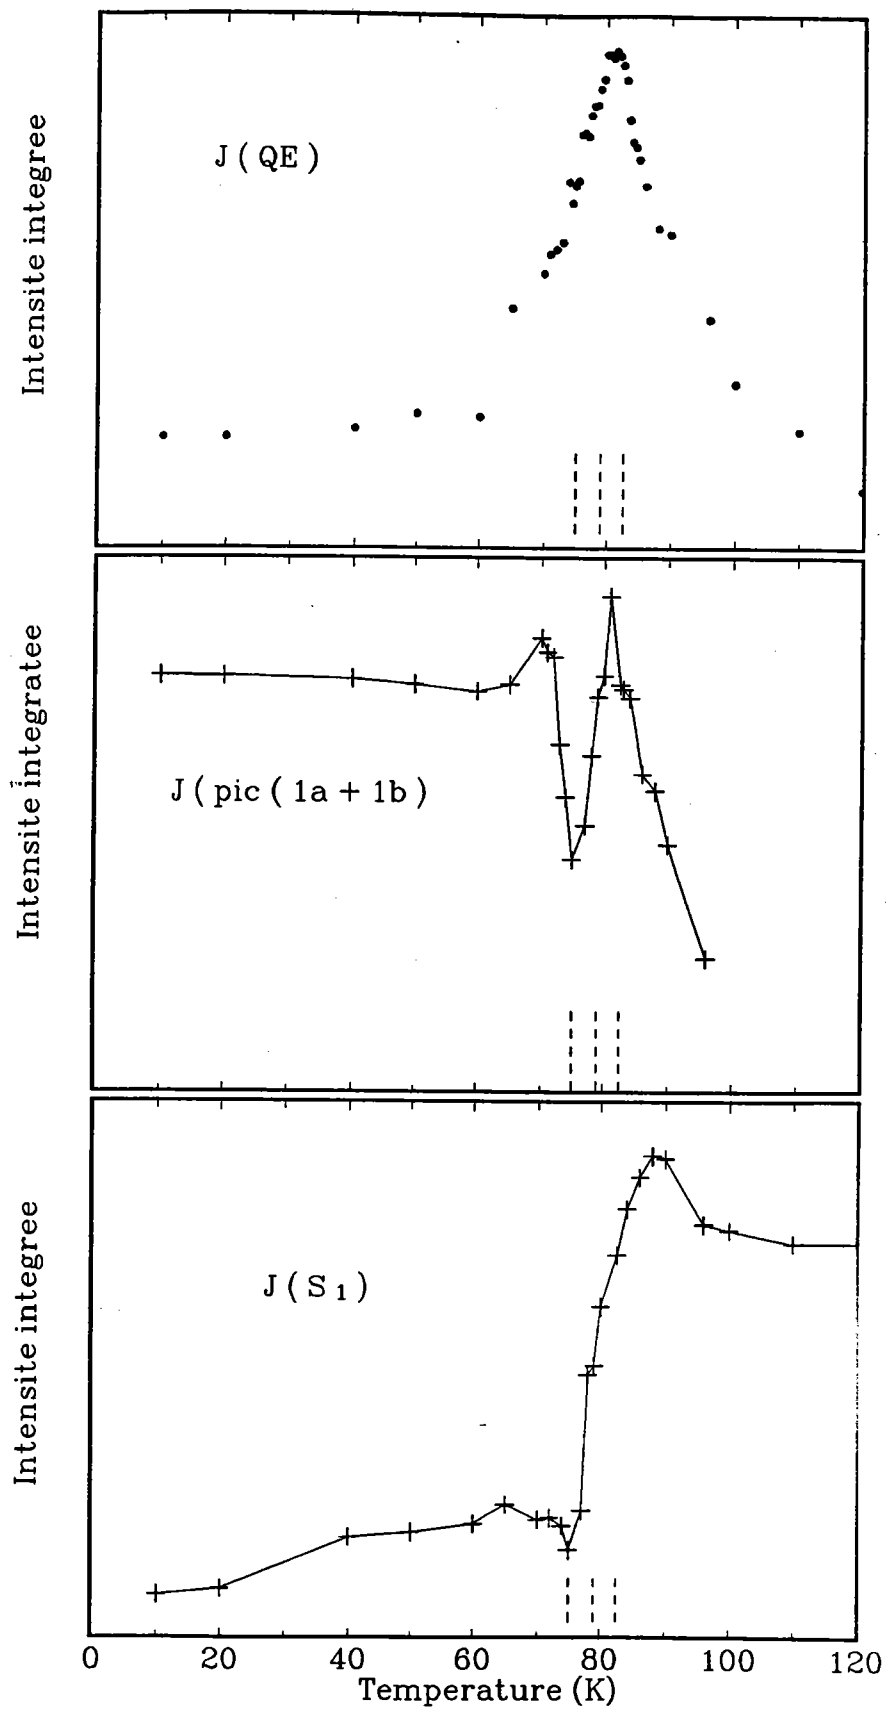 Intensite integree
J ( QE )
Intensite integratee
J ( pic ( 1a + 1b )
Intensite integree
J ( S 1 )
0 20 40 60 80 100 120
Temperature (K)